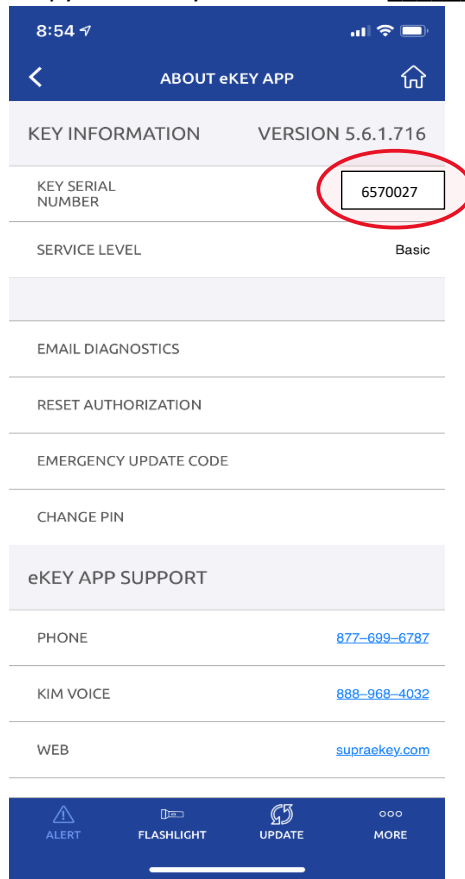 8:54
ABOUT eKEY APP
KEY INFORMATION VERSION 5.6.1.716
KEY SERIAL
NUMBER
6570027
SERVICE LEVEL Basic
EMAIL DIAGNOSTICS
RESET AUTHORIZATION
EMERGENCY UPDATE CODE
CHANGE PIN
eKEY APP SUPPORT
PHONE 877–699–6787
KIM VOICE 888–968–4032
WEB supraekey.com
ALERT FLASHLIGHT UPDATE MORE